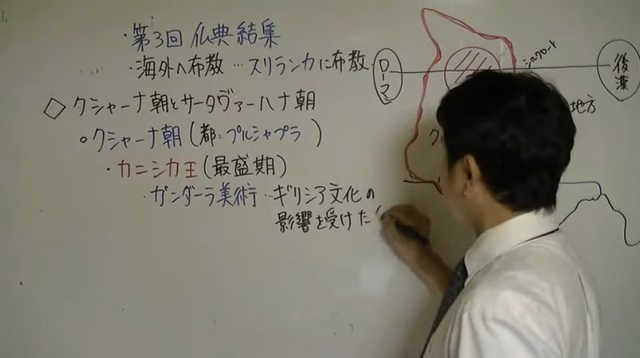 ・第3回 仏典結集
・海外へ布教…スリランカに布教
◇クシャーナ朝とサータヴァーハナ朝
○クシャーナ朝(都:プルシャプラ)
・カニシカ王(最盛期)
・ガンダーラ美術…ギリシア文化の
影響を受けた
ローマ
シルクロード
後漢
ク
地方